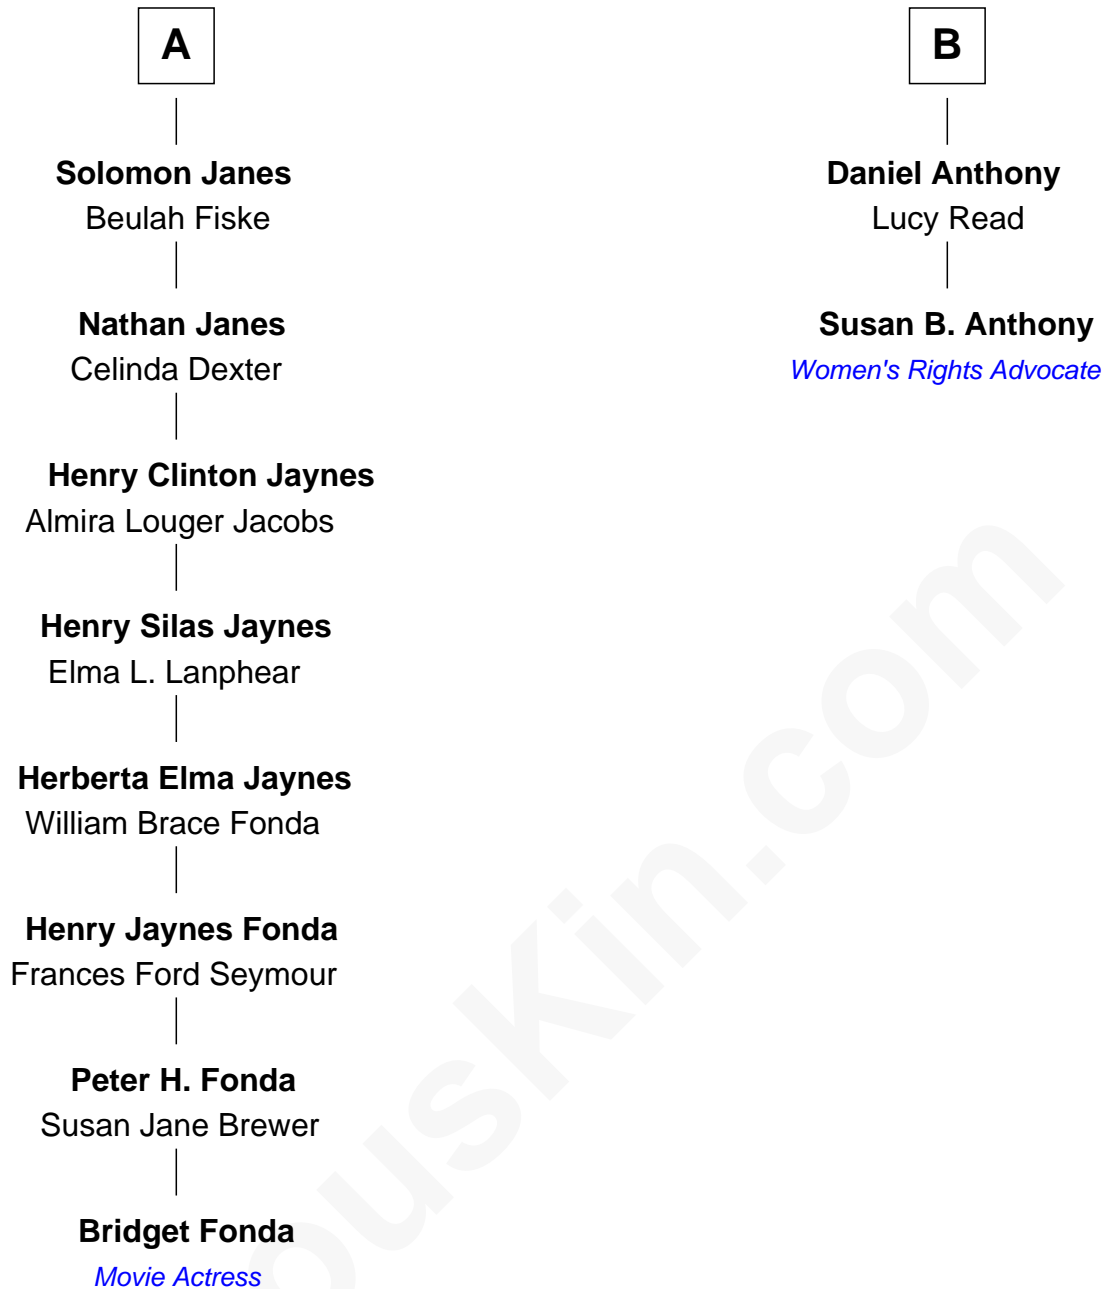 A
Solomon Janes
Beulah Fiske
Nathan Janes
Celinda Dexter
Henry Clinton Jaynes
Almira Louger Jacobs
Henry Silas Jaynes
Elma L. Lanphear
Herberta Elma Jaynes
William Brace Fonda
Henry Jaynes Fonda
Frances Ford Seymour
Peter H. Fonda
Susan Jane Brewer
Bridget Fonda
Movie Actress
B
Daniel Anthony
Lucy Read
Susan B. Anthony
Women's Rights Advocate
ousKin.com